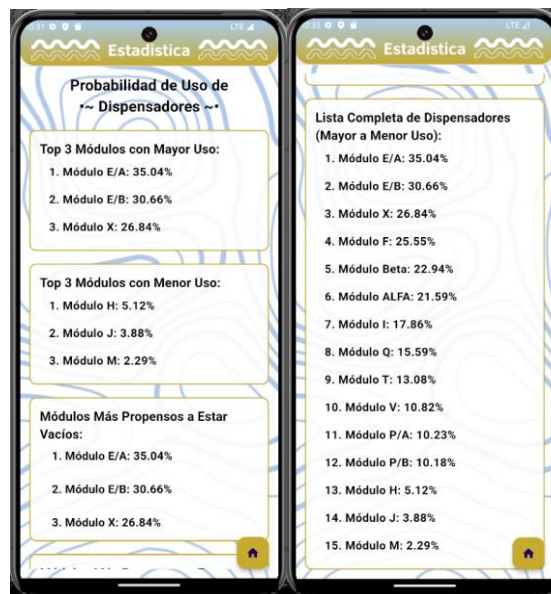 LTE
Estadistica
Probabilidad de Uso de
•~ Dispensadores ~•
Top 3 Módulos con Mayor Uso:
1. Módulo E/A: 35.04%
2. Módulo E/B: 30.66%
3. Módulo X: 26.84%
Top 3 Módulos con Menor Uso:
1. Módulo H: 5.12%
2. Módulo J: 3.88%
3. Módulo M: 2.29%
Módulos Más Propensos a Estar
Vacíos:
1. Módulo E/A: 35.04%
2. Módulo E/B: 30.66%
3. Módulo X: 26.84%
LTE
Estadistica
Lista Completa de Dispensadores
(Mayor a Menor Uso):
1. Módulo E/A: 35.04%
2. Módulo E/B: 30.66%
3. Módulo X: 26.84%
4. Módulo F: 25.55%
5. Módulo Beta: 22.94%
6. Módulo ALFA: 21.59%
7. Módulo I: 17.86%
8. Módulo Q: 15.59%
9. Módulo T: 13.08%
10. Módulo V: 10.82%
11. Módulo P/A: 10.23%
12. Módulo P/B: 10.18%
13. Módulo H: 5.12%
14. Módulo J: 3.88%
15. Módulo M: 2.29%